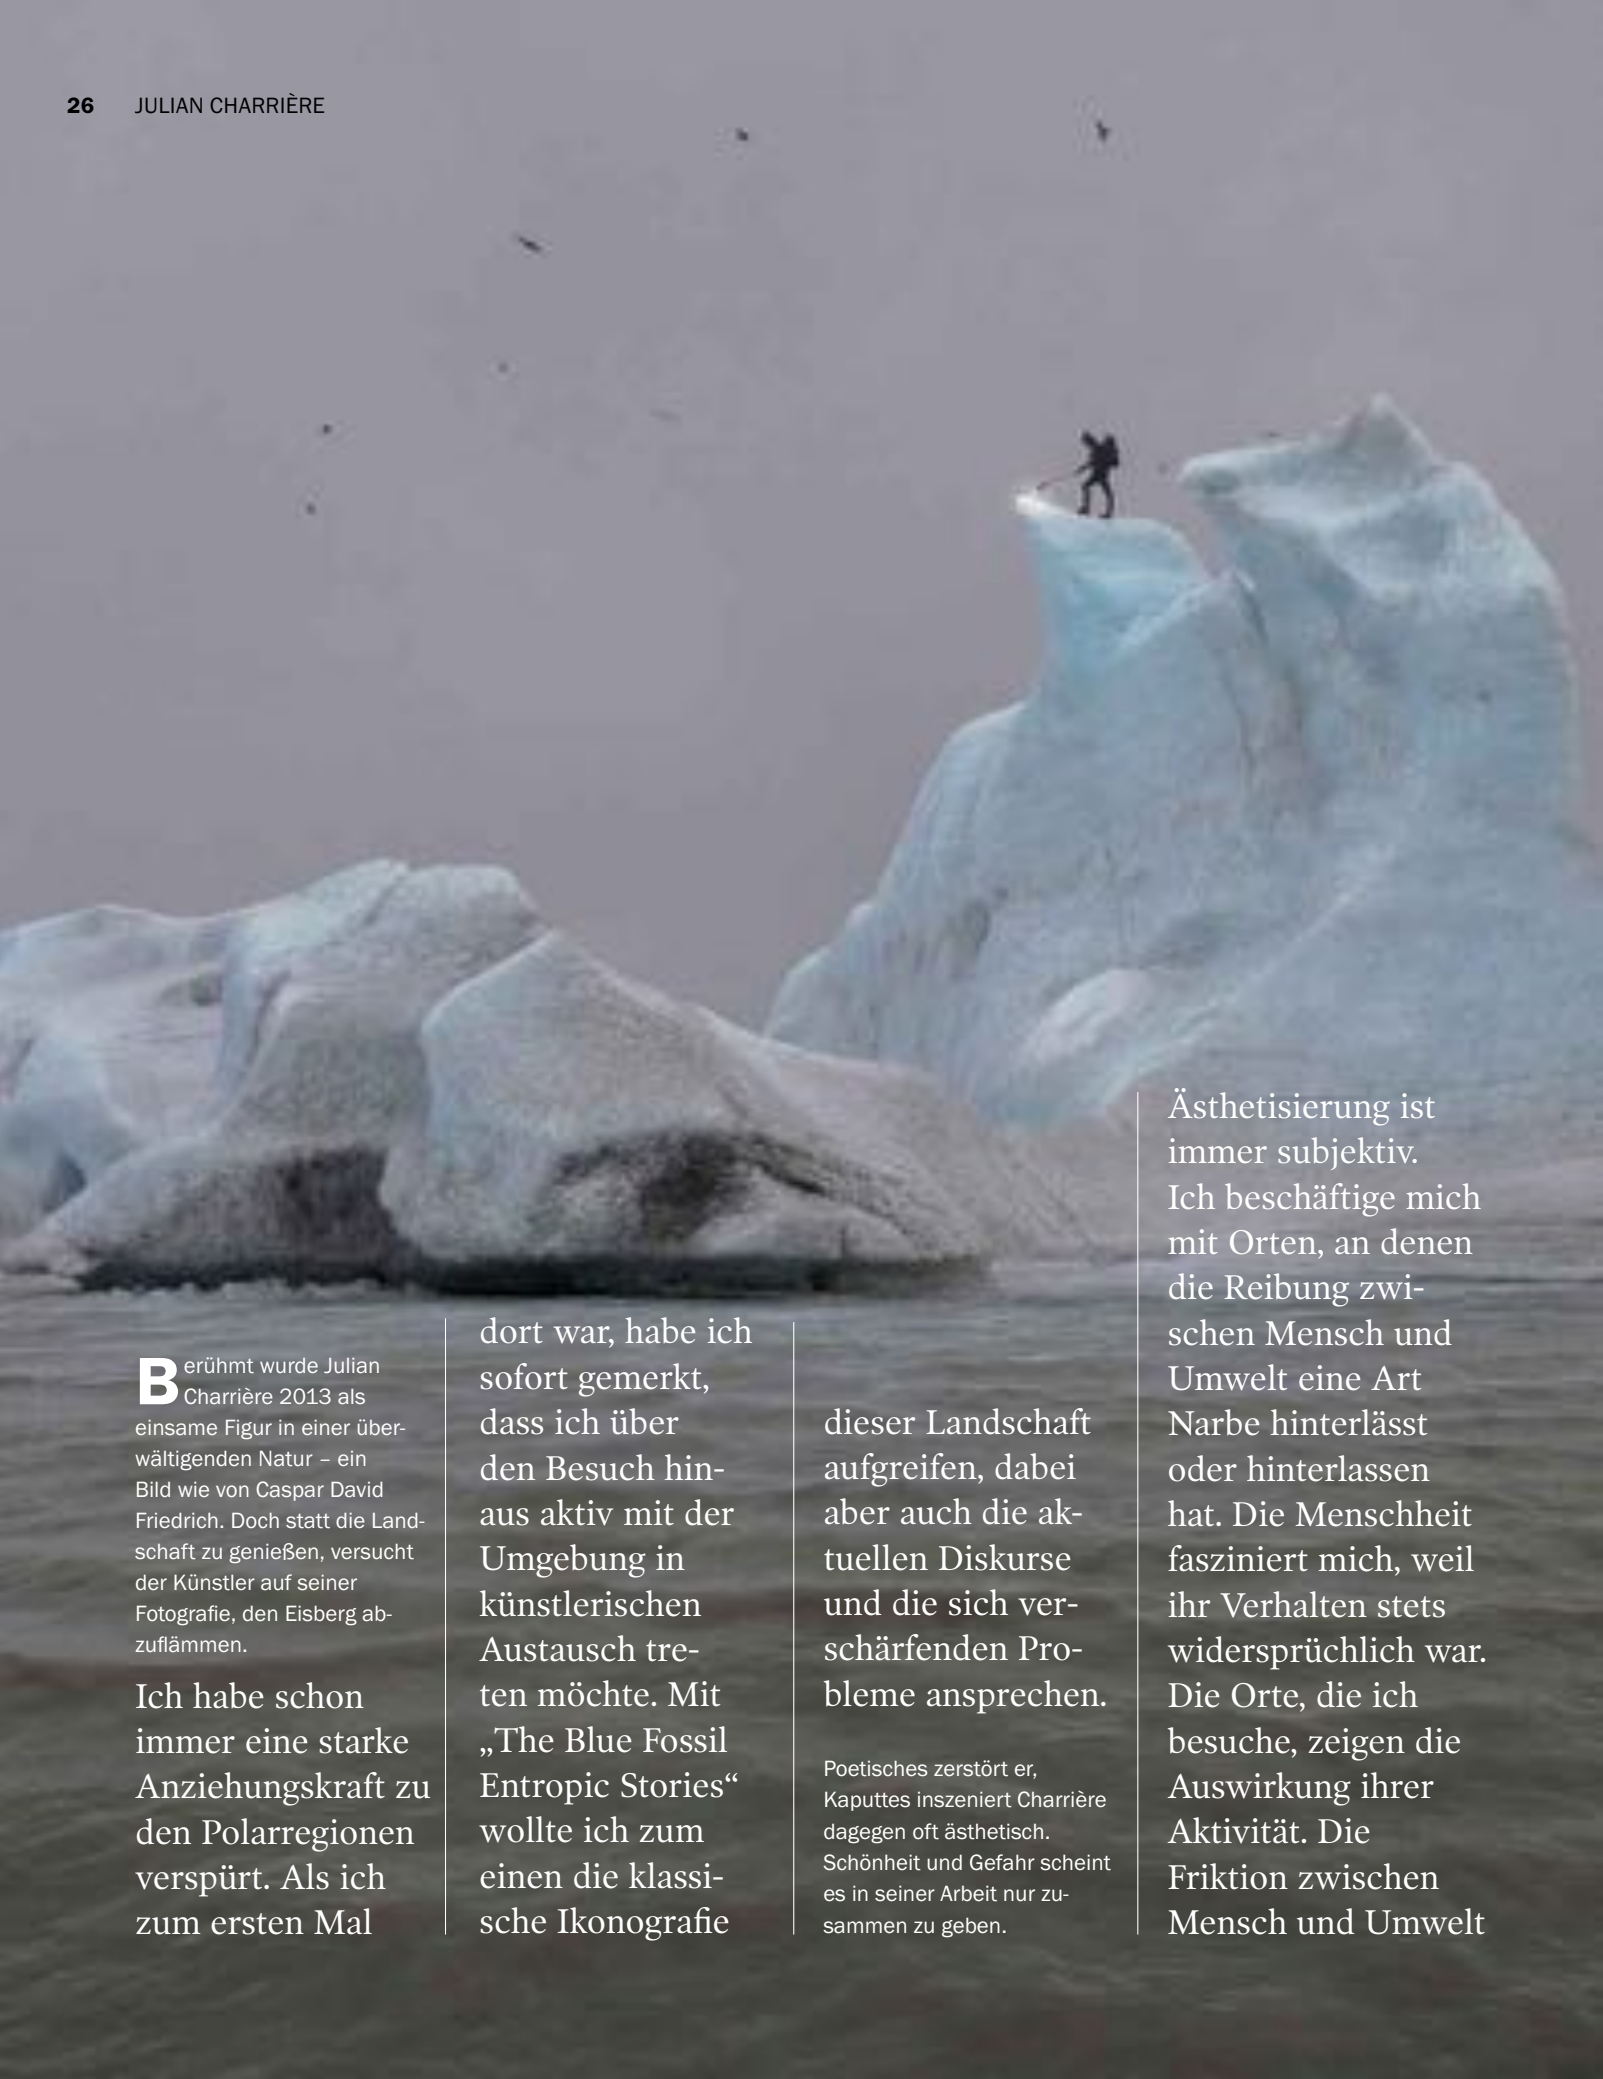 26 JULIAN CHARRIÈRE
Berühmt wurde Julian
Charrière 2013 als
einsame Figur in einer über-
wältigenden Natur – ein
Bild wie von Caspar David
Friedrich. Doch statt die Land-
schaft zu genießen, versucht
der Künstler auf seiner
Fotografie, den Eisberg ab-
zuflämmen.
Ich habe schon
immer eine starke
Anziehungskraft zu
den Polarregionen
verspürt. Als ich
zum ersten Mal
dort war, habe ich
sofort gemerkt,
dass ich über
den Besuch hin-
aus aktiv mit der
Umgebung in
künstlerischen
Austausch tre-
ten möchte. Mit
„The Blue Fossil
Entropic Stories“
wollte ich zum
einen die klassi-
sche Ikonografie
dieser Landschaft
aufgreifen, dabei
aber auch die ak-
tuellen Diskurse
und die sich ver-
schärfenden Pro-
bleme ansprechen.
Poetisches zerstört er,
Kaputtes inszeniert Charrière
dagegen oft ästhetisch.
Schönheit und Gefahr scheint
es in seiner Arbeit nur zu-
sammen zu geben.
Ästhetisierung ist
immer subjektiv.
Ich beschäftige mich
mit Orten, an denen
die Reibung zwi-
schen Mensch und
Umwelt eine Art
Narbe hinterlässt
oder hinterlassen
hat. Die Menschheit
fasziniert mich, weil
ihr Verhalten stets
widersprüchlich war.
Die Orte, die ich
besuche, zeigen die
Auswirkung ihrer
Aktivität. Die
Friktion zwischen
Mensch und Umwelt